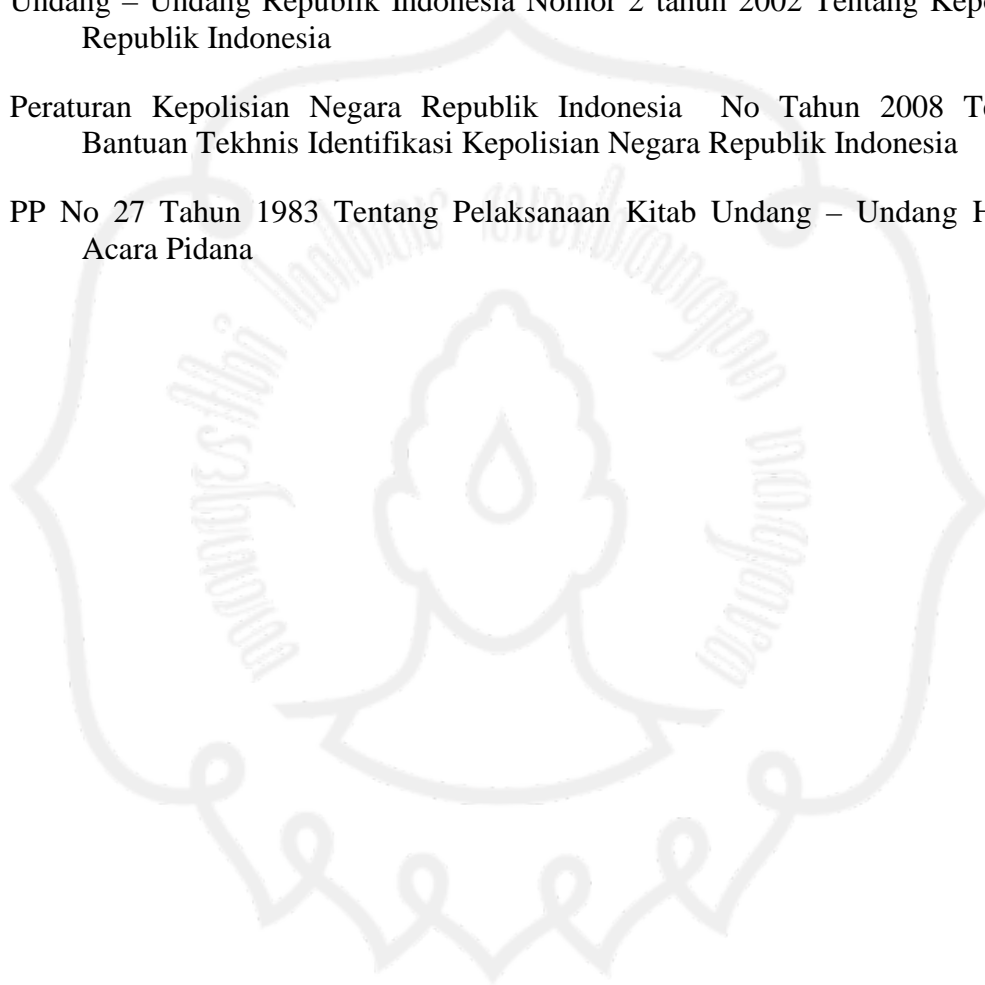 Undang – Undang Republik Indonesia Nomor 2 tahun 2002 Tentang
Republik Indonesia
Peraturan Kepolisian Negara Republik Indonesia No Tahun 2008
Bantuan Tekhnis Identifikasi Kepolisian Negara Republik Indonesia
PP No 27 Tahun 1983 Tentang Pelaksanaan Kitab Undang – Undang
Acara Pidana